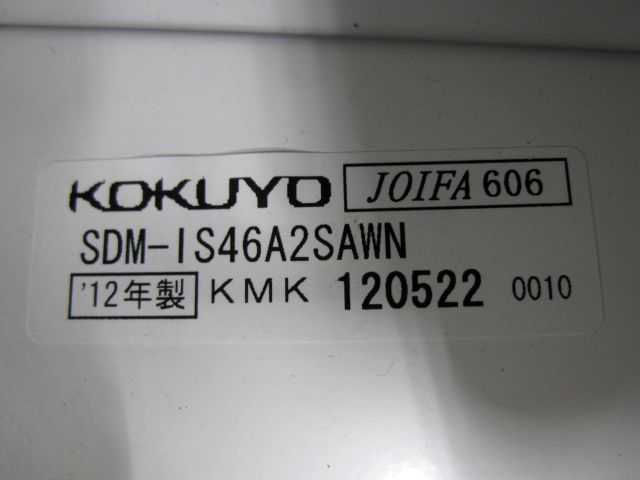 KOKUYO JOIFA 606
SDM-IS46A2SAWN
'12年製 KMK 120522 0010